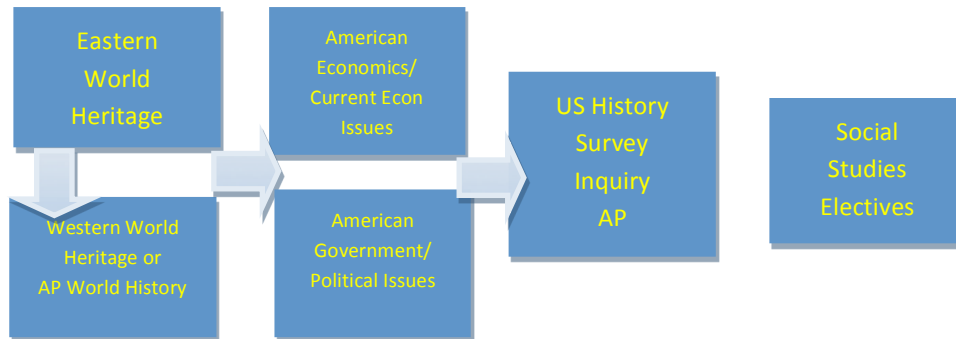 Eastern
World
Heritage
Western World
Heritage or
AP World History
American
Economics/
Current Econ
Issues
American
Government/
Political Issues
US History
Survey
Inquiry
AP
Social
Studies
Electives